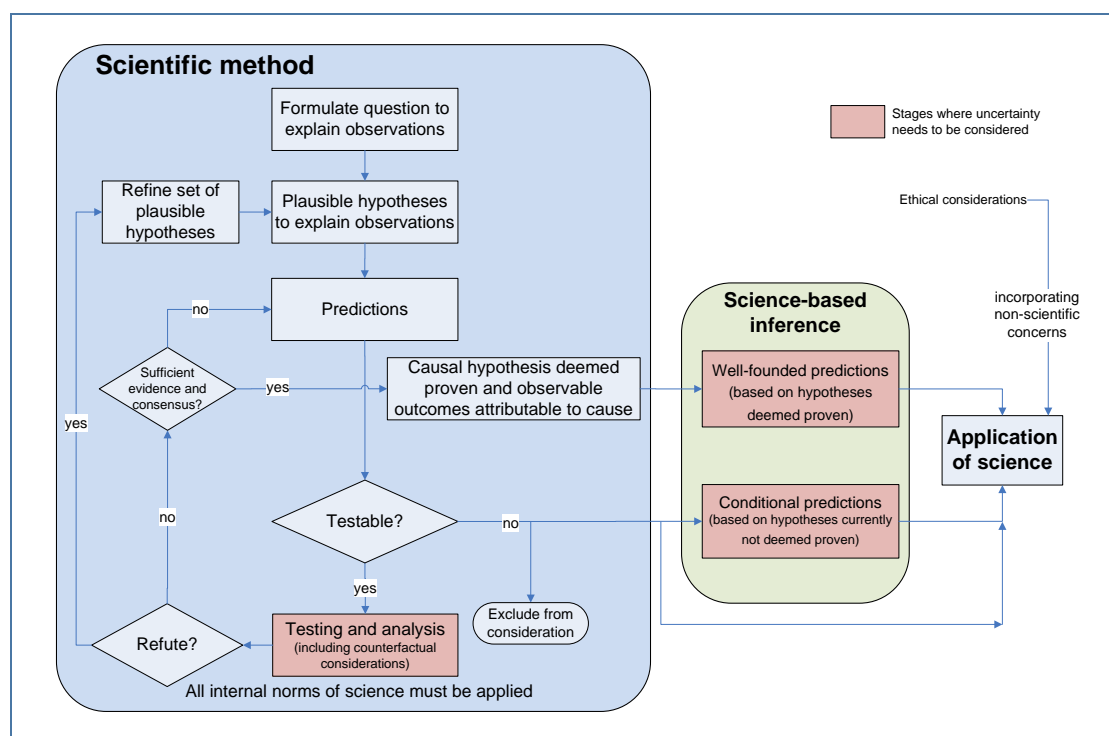 Scientific method
Formulate question to
explain observations
Stages where uncertainty
needs to be considered
Refine set of
plausible
hypotheses
Plausible hypotheses
to explain observations
Ethical considerations
no
Predictions
incorporating
non-scientific
concerns
Science-based
inference
Sufficient
evidence and
consensus?
yes
Causal hypothesis deemed
proven and observable
outcomes attributable to cause
Well-founded predictions
(based on hypotheses
deemed proven)
yes
Application
of science
no
Testable?
no
Conditional predictions
(based on hypotheses currently
not deemed proven)
yes
Exclude from
consideration
Refute?
Testing and analysis
(including counterfactual
considerations)
All internal norms of science must be applied